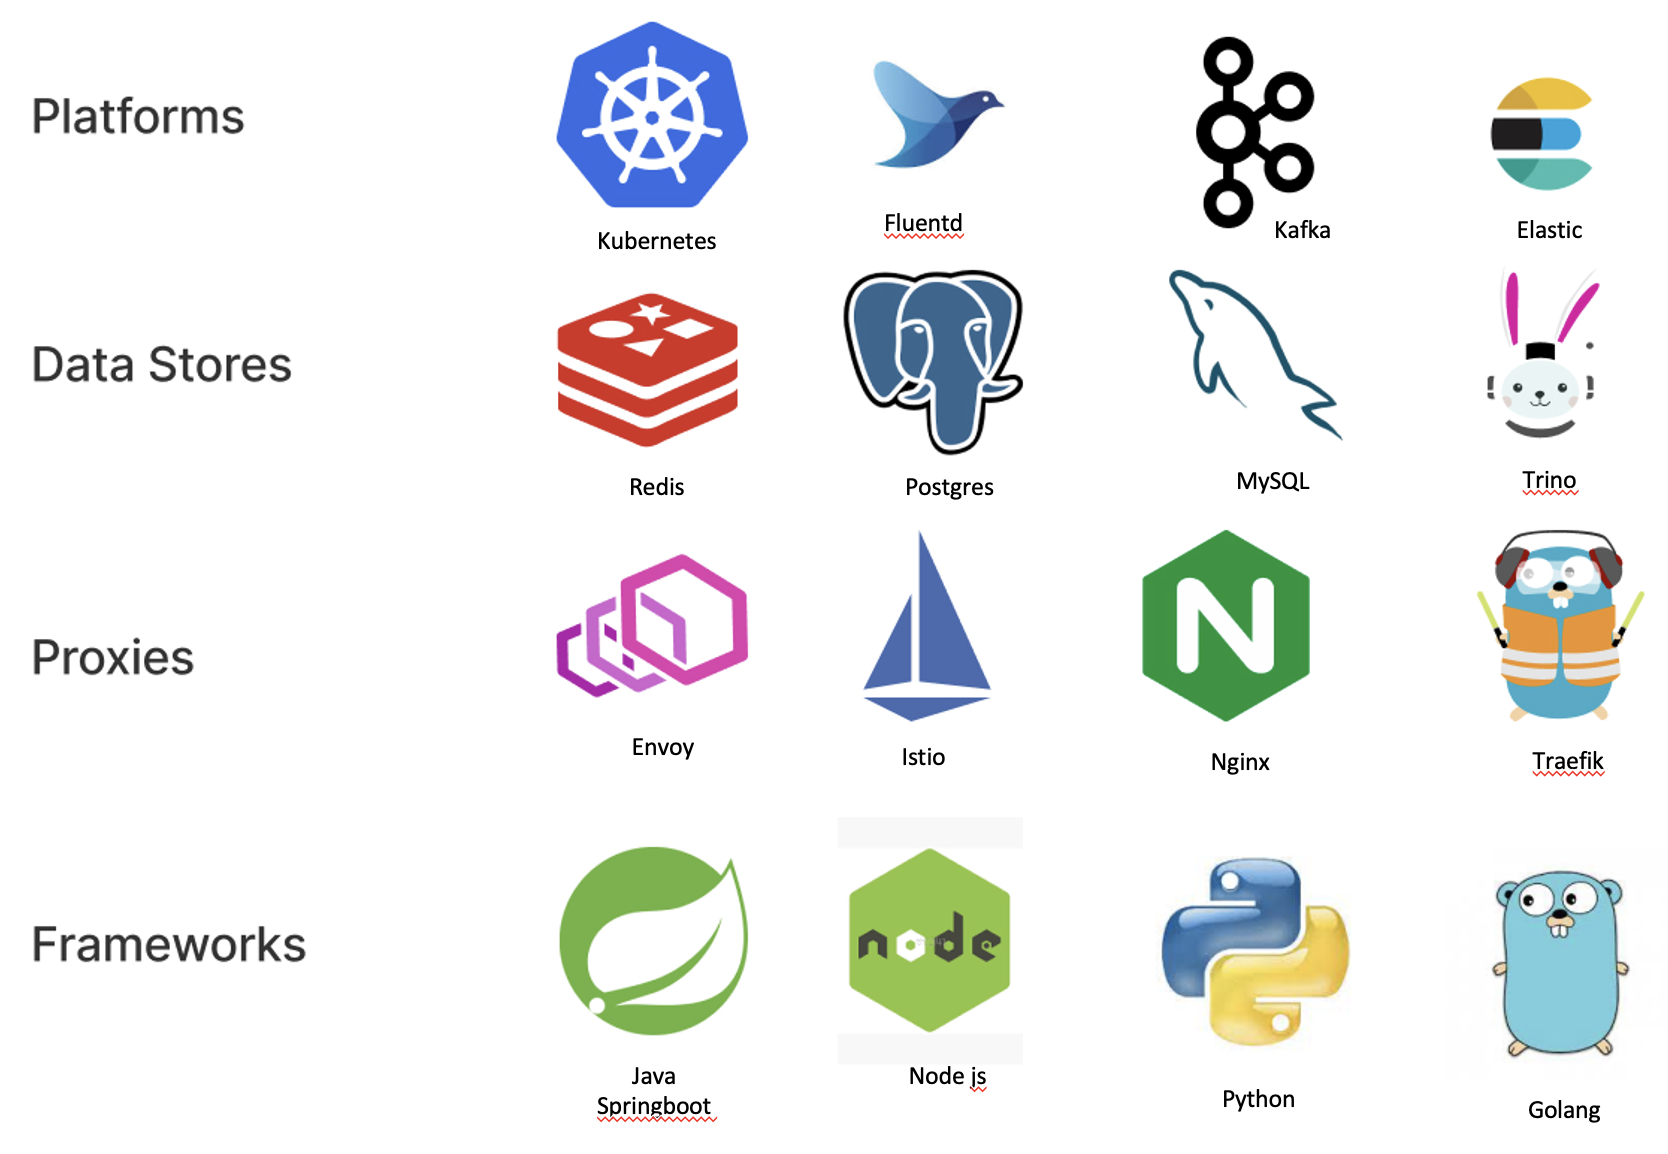 Platforms
Kubernetes
Fluentd
Kafka
Elastic
Data Stores
Redis
Postgres
MySQL
Trino
Proxies
N
Envoy
Istio
Nginx
Traefik
Frameworks
node
Java
Springboot
Node js
Python
Golang